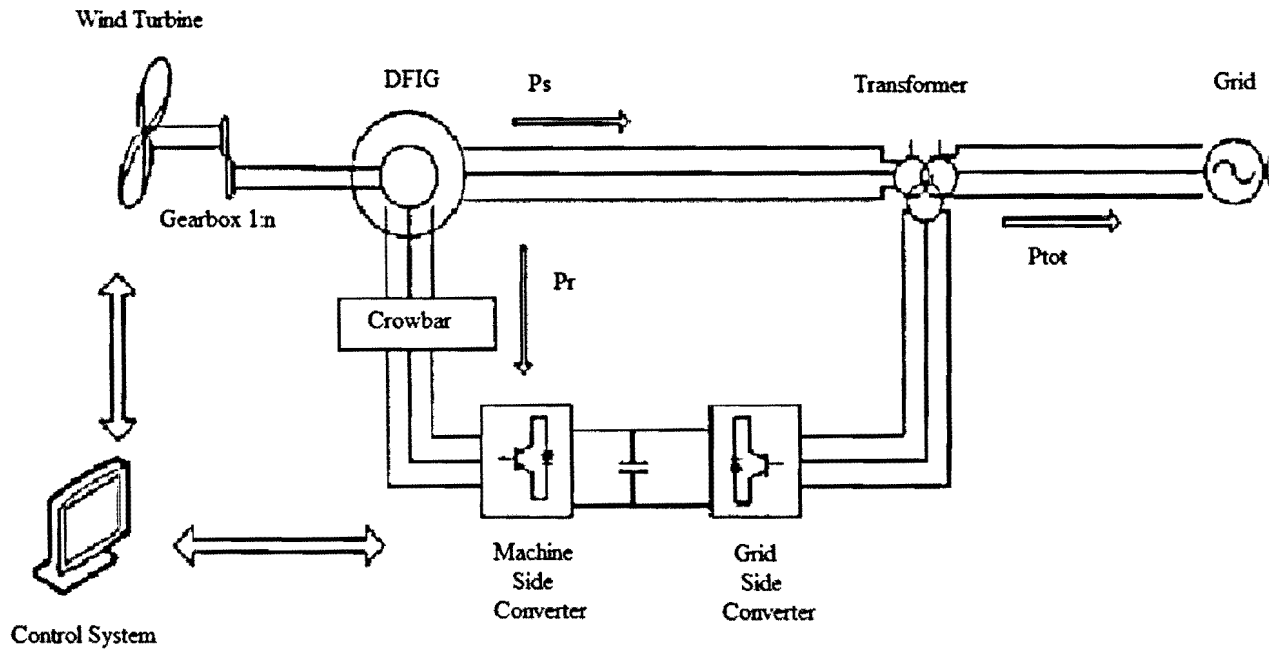 Wind Turbine
DFIG
Ps
Transformer
Grid
Gearbox 1:n
Ptot
Pr
Crowbar
Machine
Side
Converter
Grid
Side
Converter
Control System